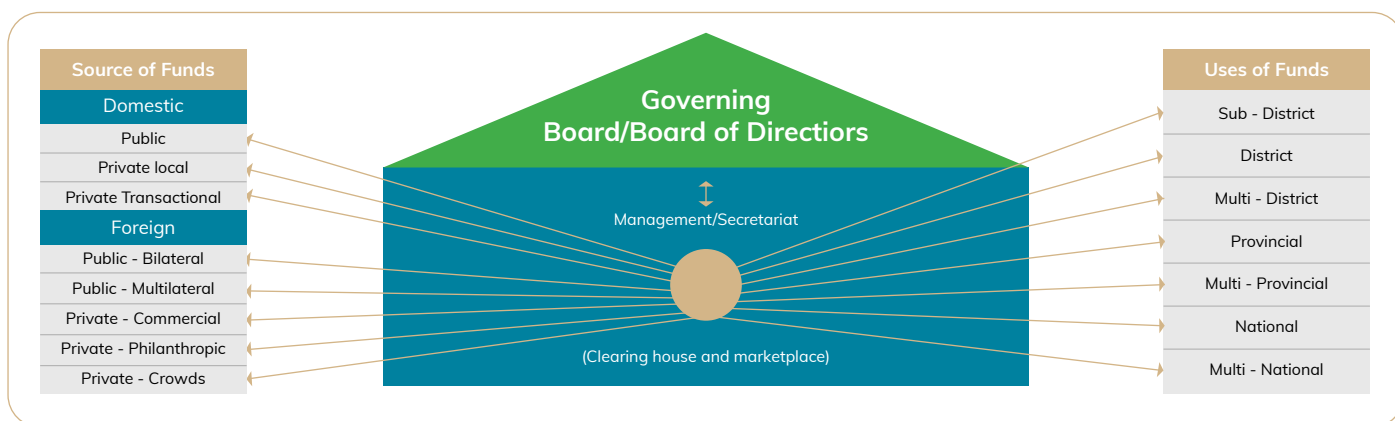 Source of Funds
Domestic
Public
Private local
Private Transactional
Foreign
Public - Bilateral
Public - Multilateral
Private - Commercial
Private - Philanthropic
Private - Crowds
Governing
Board/Board of Directiors
Management/Secretariat
(Clearing house and marketplace)
Uses of Funds
Sub - District
District
Multi - District
Provincial
Multi - Provincial
National
Multi - National